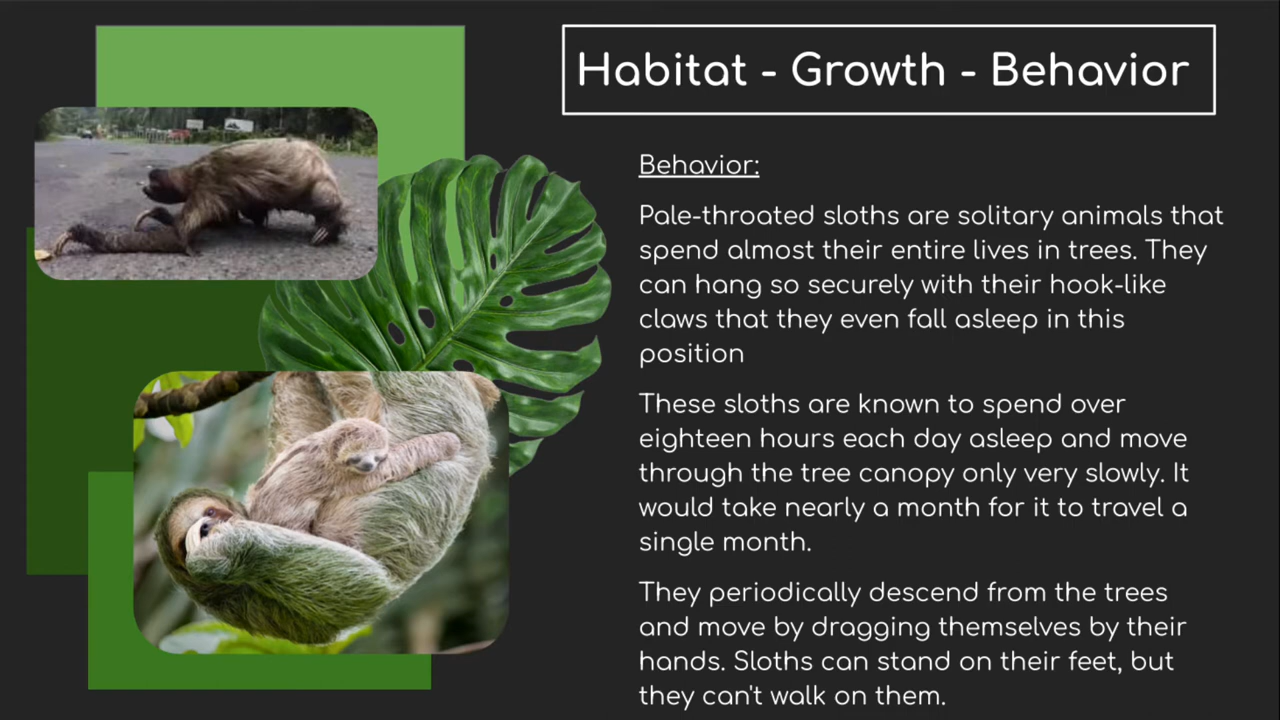 Habitat - Growth - Behavior
Behavior:
Pale-throated sloths are solitary animals that
spend almost their entire lives in trees. They
can hang so securely with their hook-like
claws that they even fall asleep in this
position
These sloths are known to spend over
eighteen hours each day asleep and move
through the tree canopy only very slowly. It
would take nearly a month for it to travel a
single month.
They periodically descend from the trees
and move by dragging themselves by their
hands. Sloths can stand on their feet, but
they can't walk on them.